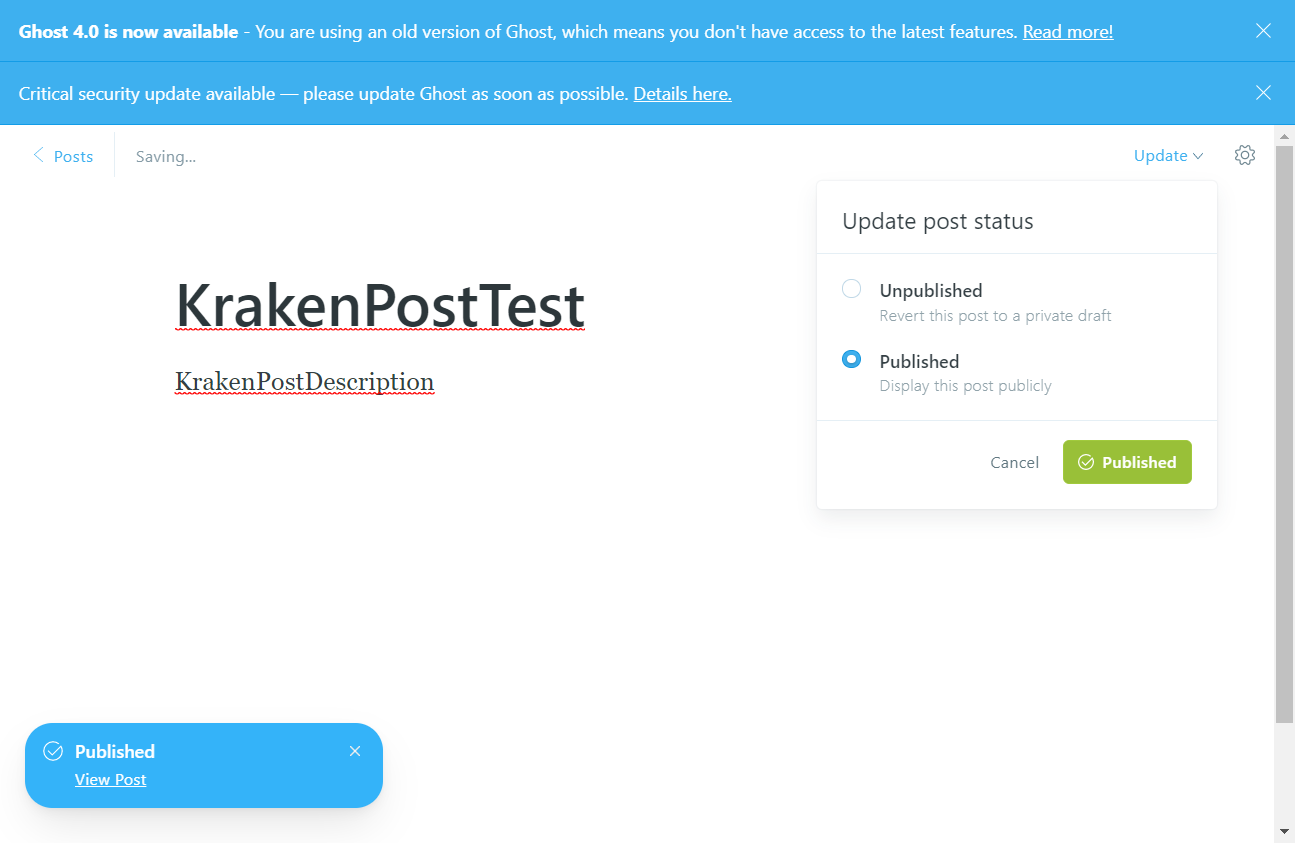 Ghost 4.0 is now available - You are using an old version of Ghost, which means you don't have access to the latest features. Read more!
Critical security update available — please update Ghost as soon as possible. Details here.
Posts
Saving...
Update
Update post status
Unpublished
Revert this post to a private draft
Published
Display this post publicly
Cancel
Published
KrakenPostTest
KrakenPostDescription
Published
View Post